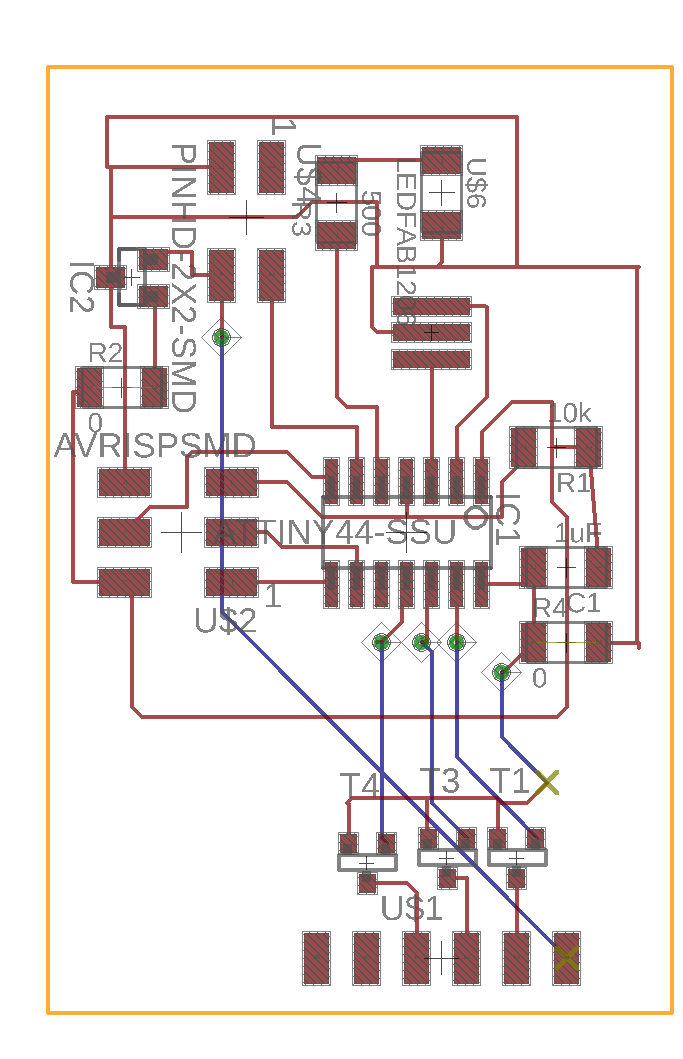 1
PINHD-2X2-SMD
U$4
R3
500
LEDFAB1206
U$6
IC2
R2
0
AVRISPSMD
10k
R1
ATTINY44-SSU
IC1
1uF
C1
R4
0
1
U$2
T4
T3
T1
U$1